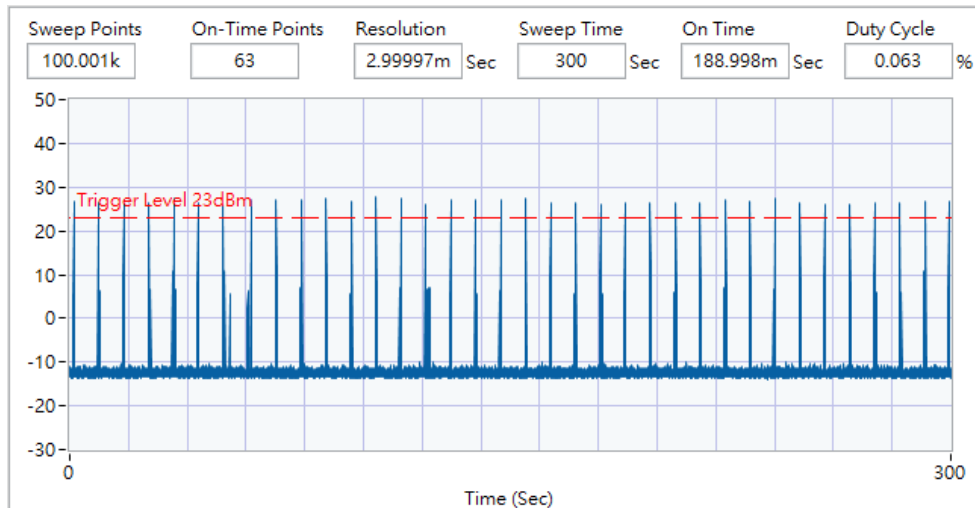 Sweep Points On-Time Points Resolution Sweep Time On Time Duty Cycle
100.001k 63 2.99997m Sec 300 Sec 188.998m Sec 0.063 %
50
40
30
Trigger Level 23dBm
20
10
0
-10
-20
-30
0 300
Time (Sec)